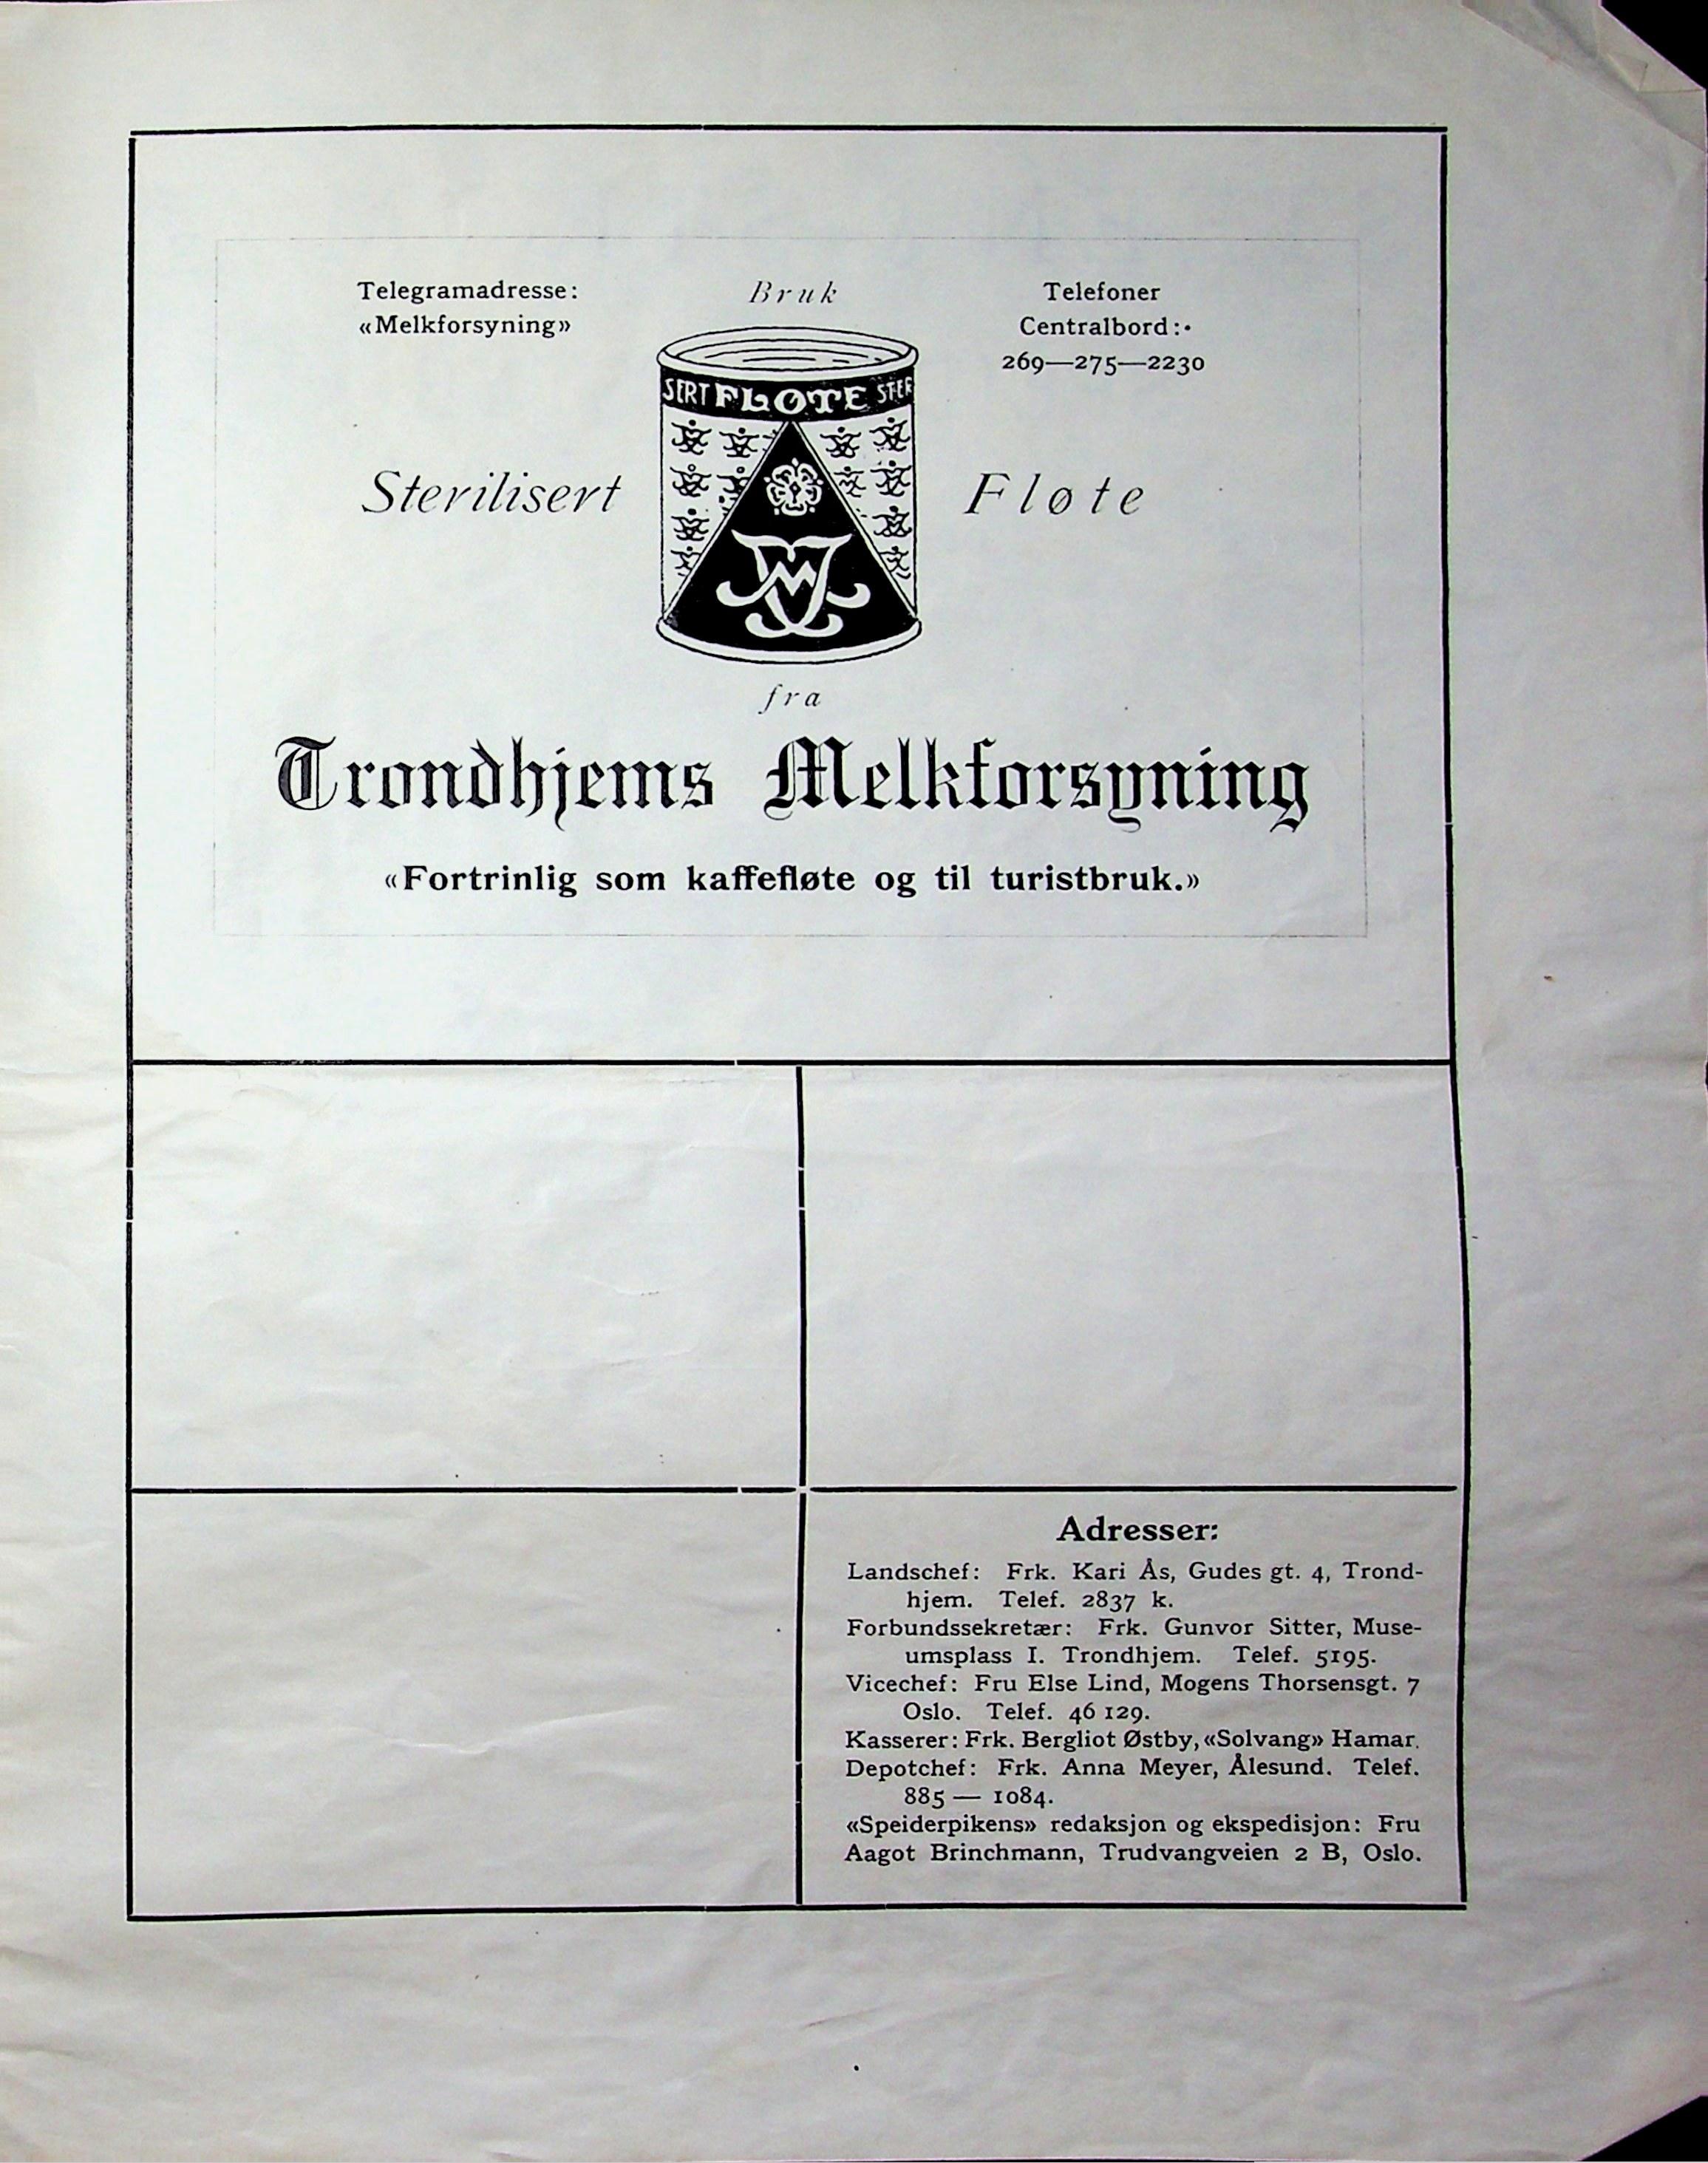 Telegramadresse:
«Melkforsyning»
Bruk
Telefoner
Centralbord:
269—275—2230
SERT FLØTE STER
Sterilisert
Fløte
fra
Trondhjems Melkforsyning
«Fortrinlig som kaffefløte og til turistbruk.»
Adresser:
Landschef: Frk. Kari Ås, Gudes gt. 4, Trond-
hjem. Telef. 2837 k.
Forbundssekretær: Frk. Gunvor Sitter, Muse-
umsplass I. Trondhjem. Telef. 5195.
Vicechef: Fru Else Lind, Mogens Thorsensgt. 7
Oslo. Telef. 46 129.
Kasserer: Frk. Bergliot Østby, «Solvang» Hamar.
Depotchef: Frk. Anna Meyer, Ålesund. Telef.
885 — 1084.
«Speiderpikens» redaksjon og ekspedisjon: Fru
Aagot Brinchmann, Trudvangveien 2 B, Oslo.